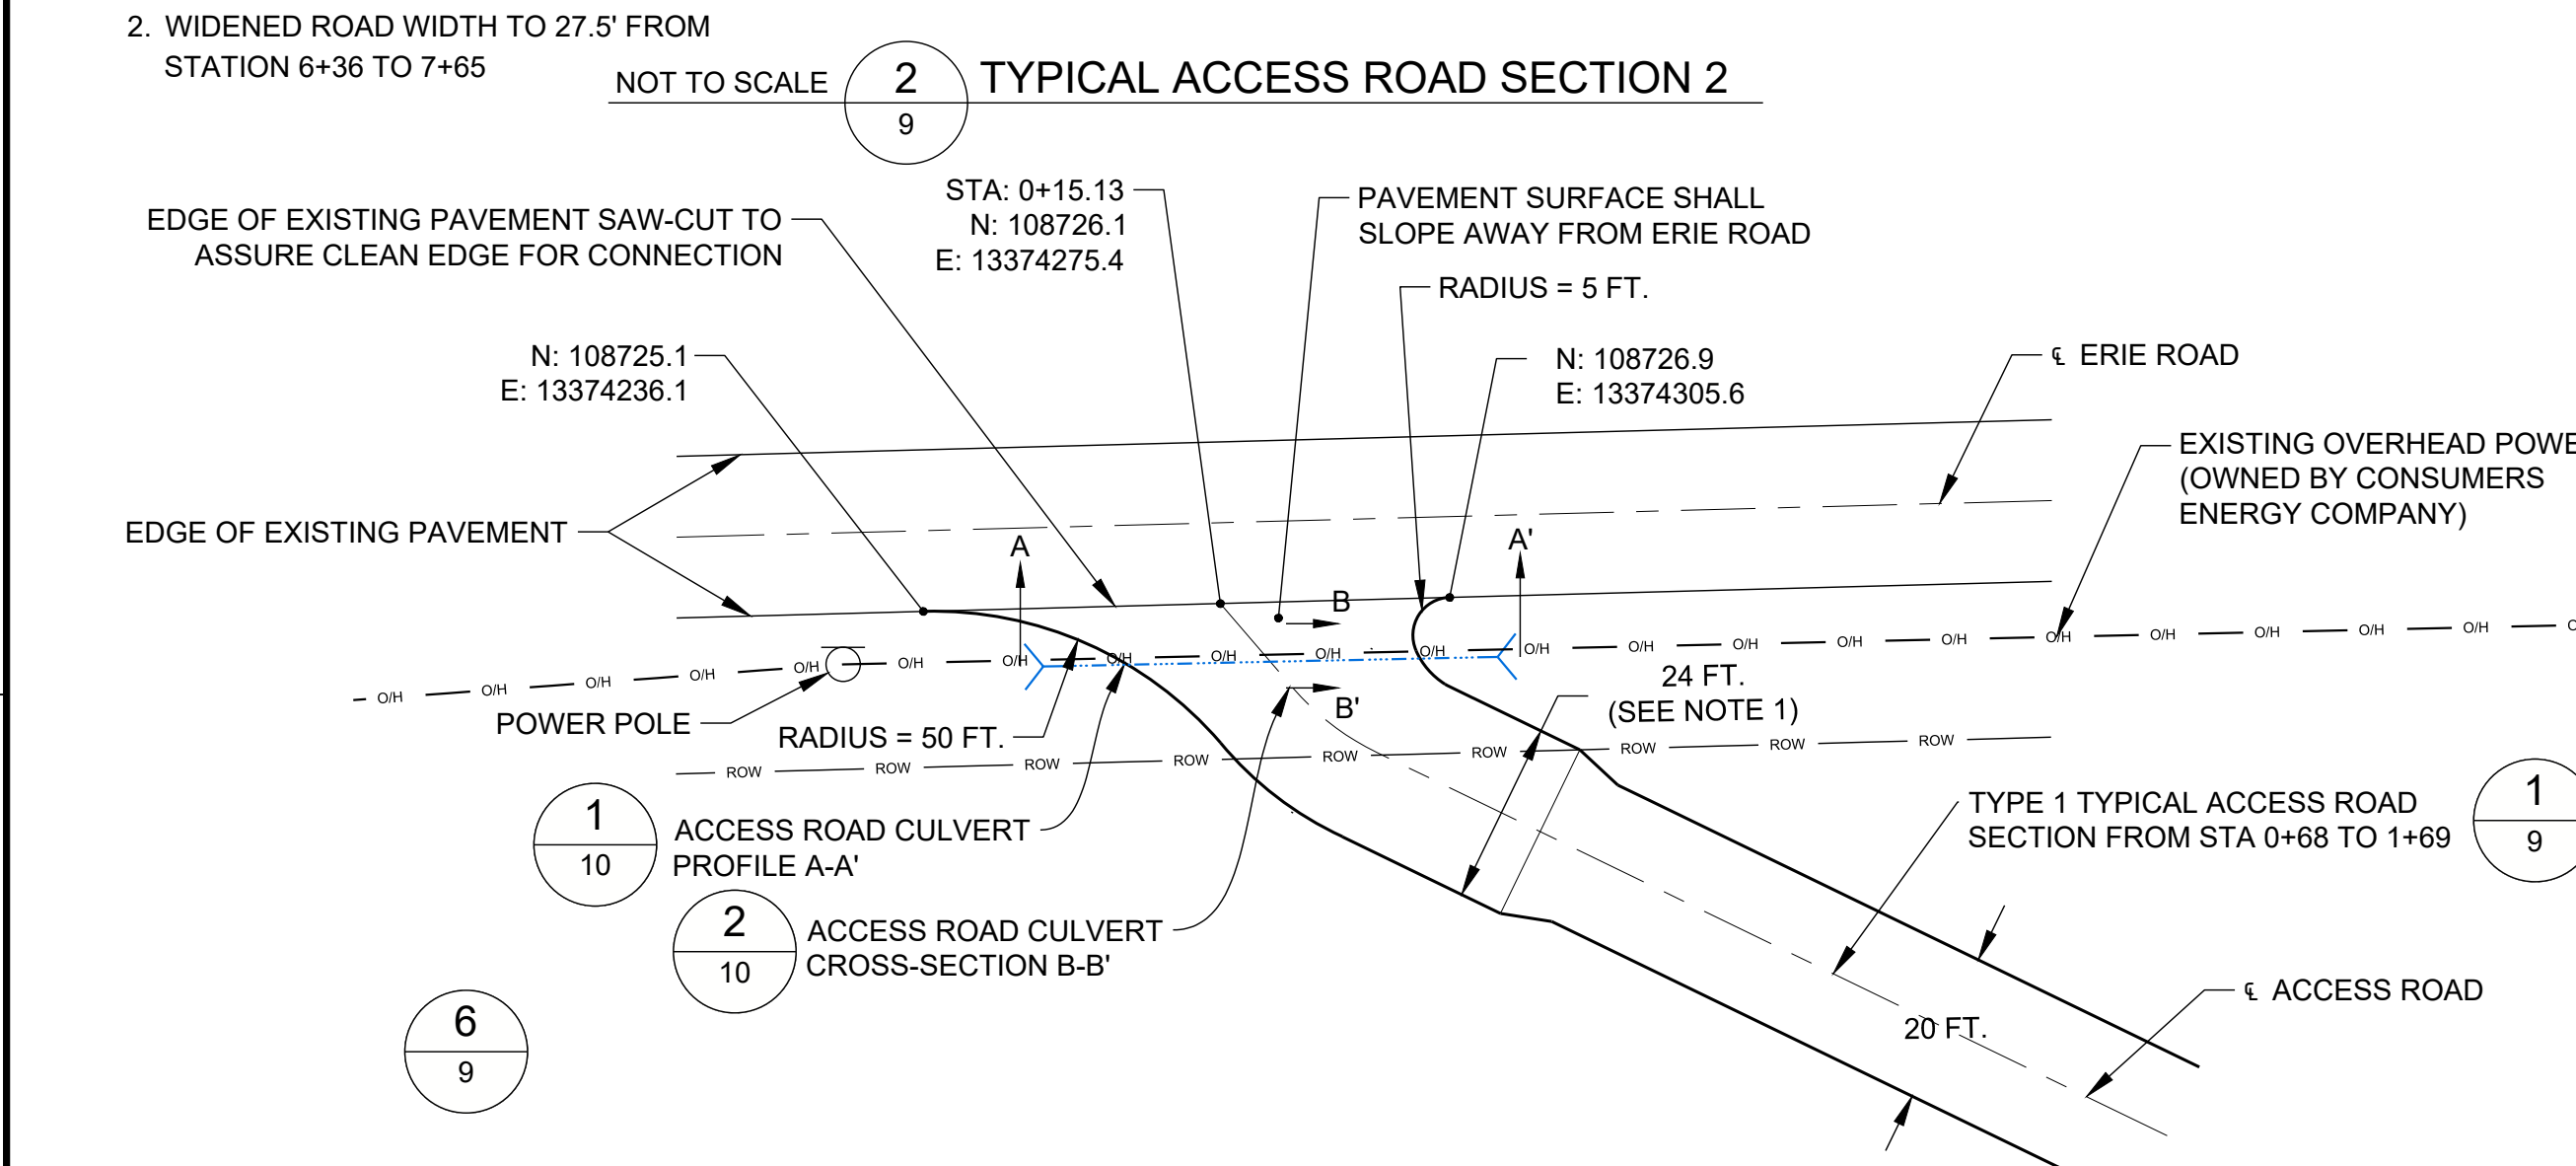 2. WIDENED ROAD WIDTH TO 27.5' FROM
STATION 6+36 TO 7+65
NOT TO SCALE
2
9
TYPICAL ACCESS ROAD SECTION 2
EDGE OF EXISTING PAVEMENT SAW-CUT TO
ASSURE CLEAN EDGE FOR CONNECTION
STA: 0+15.13
N: 108726.1
E: 13374275.4
PAVEMENT SURFACE SHALL
SLOPE AWAY FROM ERIE ROAD
RADIUS = 5 FT.
N: 108725.1
E: 13374236.1
N: 108726.9
E: 13374305.6
℄ ERIE ROAD
EXISTING OVERHEAD POWE
(OWNED BY CONSUMERS
ENERGY COMPANY)
EDGE OF EXISTING PAVEMENT
A
A'
B
B'
O/H O/H O/H O/H O/H O/H O/H O/H O/H O/H O/H O/H O/H O/H O/H O/H O/H O/H O/H O/H O/H
POWER POLE
RADIUS = 50 FT.
24 FT.
(SEE NOTE 1)
ROW ROW ROW ROW ROW ROW ROW ROW ROW
1
10
ACCESS ROAD CULVERT
PROFILE A-A'
2
10
ACCESS ROAD CULVERT
CROSS-SECTION B-B'
TYPE 1 TYPICAL ACCESS ROAD
SECTION FROM STA 0+68 TO 1+69
1
9
℄ ACCESS ROAD
20 FT.
6
9